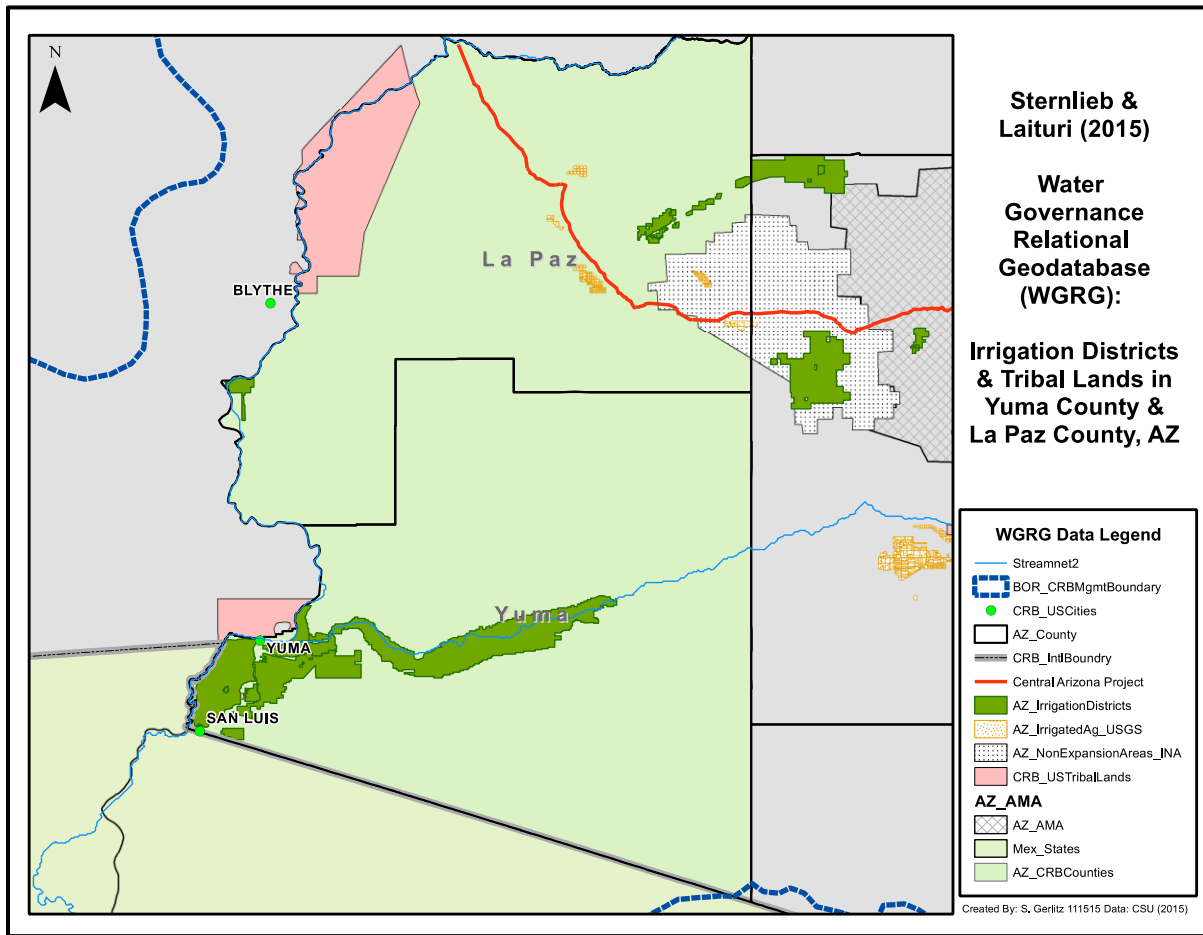 N
La Paz
BLYTHE
Yuma
YUMA
SAN LUIS
Sternlieb &
Laituri (2015)
Water
Governance
Relational
Geodatabase
(WGRG):
Irrigation Districts
& Tribal Lands in
Yuma County &
La Paz County, AZ
WGRG Data Legend
Streamnet2
BOR_CRBMgmtBoundary
CRB_USCities
AZ_County
CRB_IntlBoundry
Central Arizona Project
AZ_IrrigationDistricts
AZ_IrrigatedAg_USGS
AZ_NonExpansionAreas_INA
CRB_USTribalLands
AZ_AMA
AZ_AMA
Mex_States
AZ_CRBCounties
Created By: S. Gerlitz 111515 Data: CSU (2015)